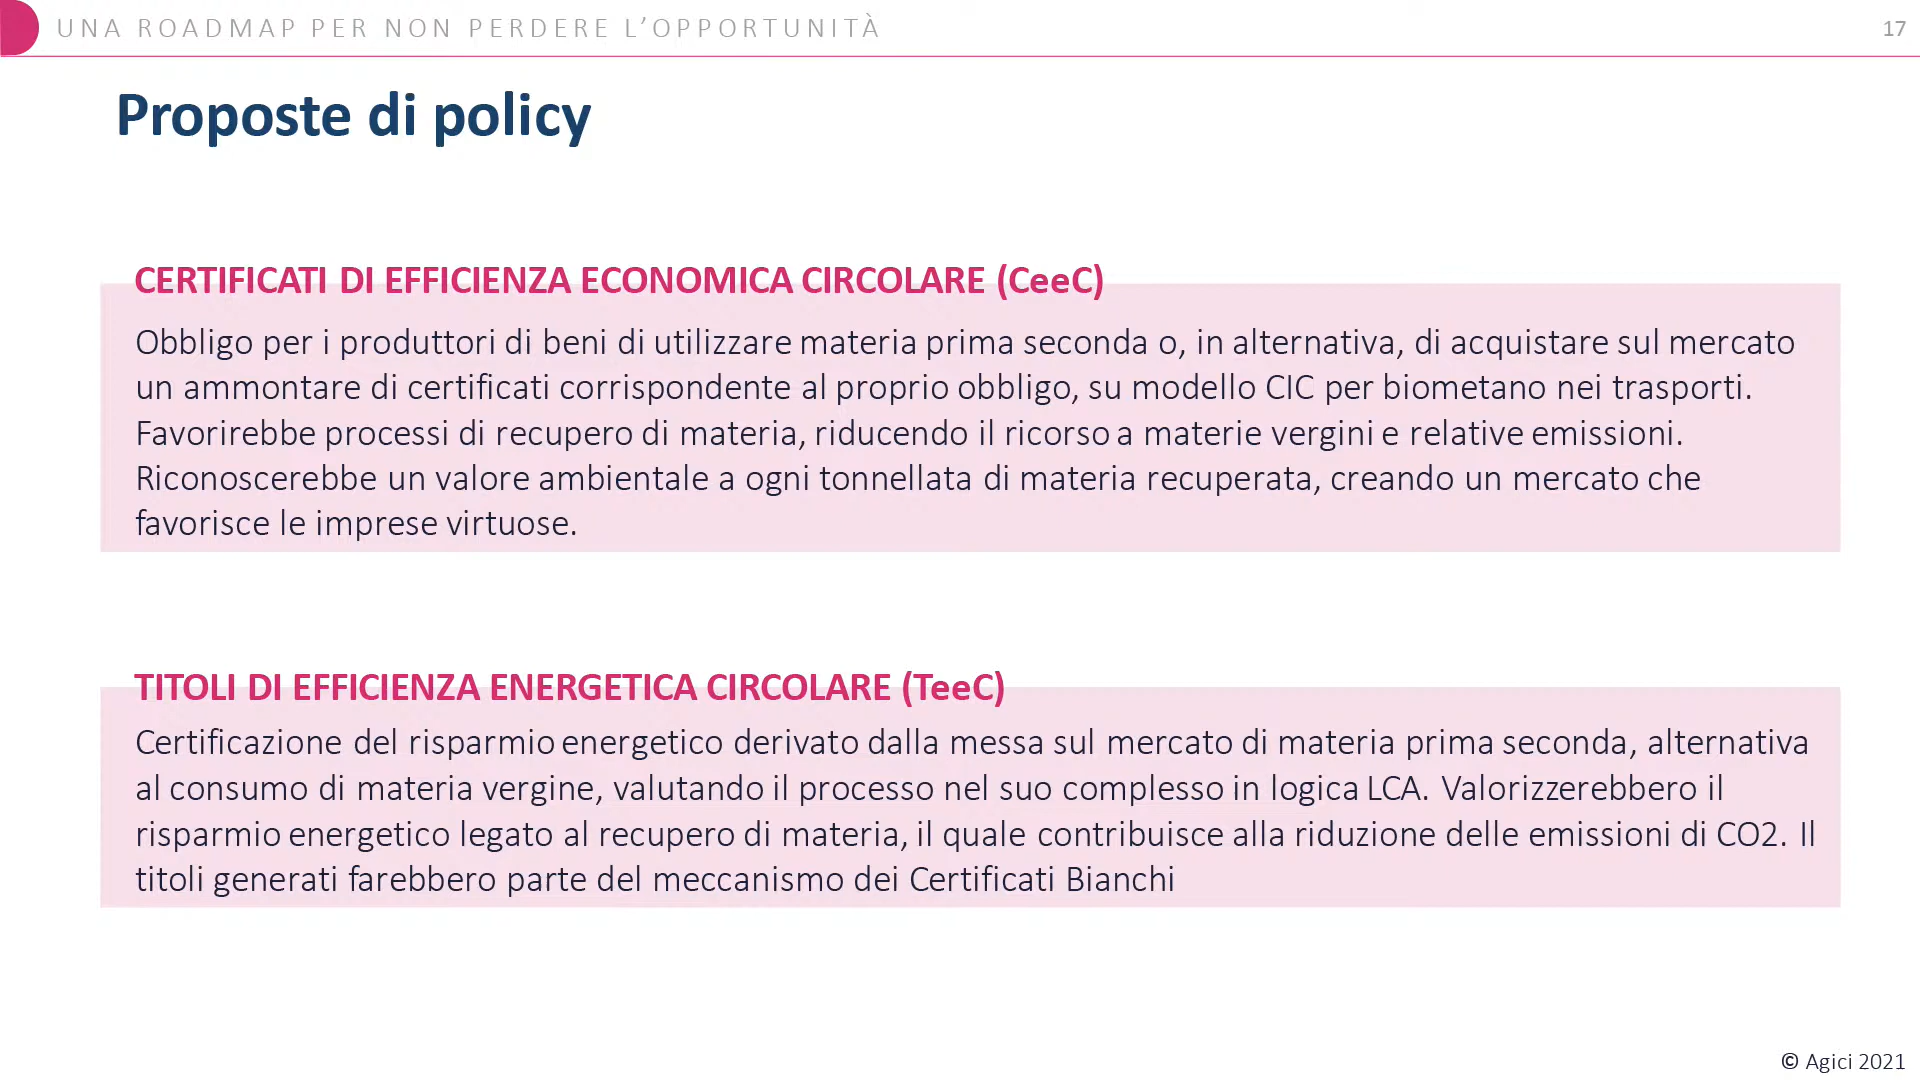 UNA ROADMAP PER NON PERDERE L'OPPORTUNITÀ
17
Proposte di policy
CERTIFICATI DI EFFICIENZA ECONOMICA CIRCOLARE (CeeC)
Obbligo per i produttori di beni di utilizzare materia prima seconda o, in alternativa, di acquistare sul mercato
un ammontare di certificati corrispondente al proprio obbligo, su modello CIC per biometano nei trasporti.
Favorirebbe processi di recupero di materia, riducendo il ricorso a materie vergini e relative emissioni.
Riconoscerebbe un valore ambientale a ogni tonnellata di materia recuperata, creando un mercato che
favorisce le imprese virtuose.
TITOLI DI EFFICIENZA ENERGETICA CIRCOLARE (TeeC)
Certificazione del risparmio energetico derivato dalla messa sul mercato di materia prima seconda, alternativa
al consumo di materia vergine, valutando il processo nel suo complesso in logica LCA. Valorizzerebbero il
risparmio energetico legato al recupero di materia, il quale contribuisce alla riduzione delle emissioni di CO2. Il
titoli generati farebbero parte del meccanismo dei Certificati Bianchi
© Agici 2021